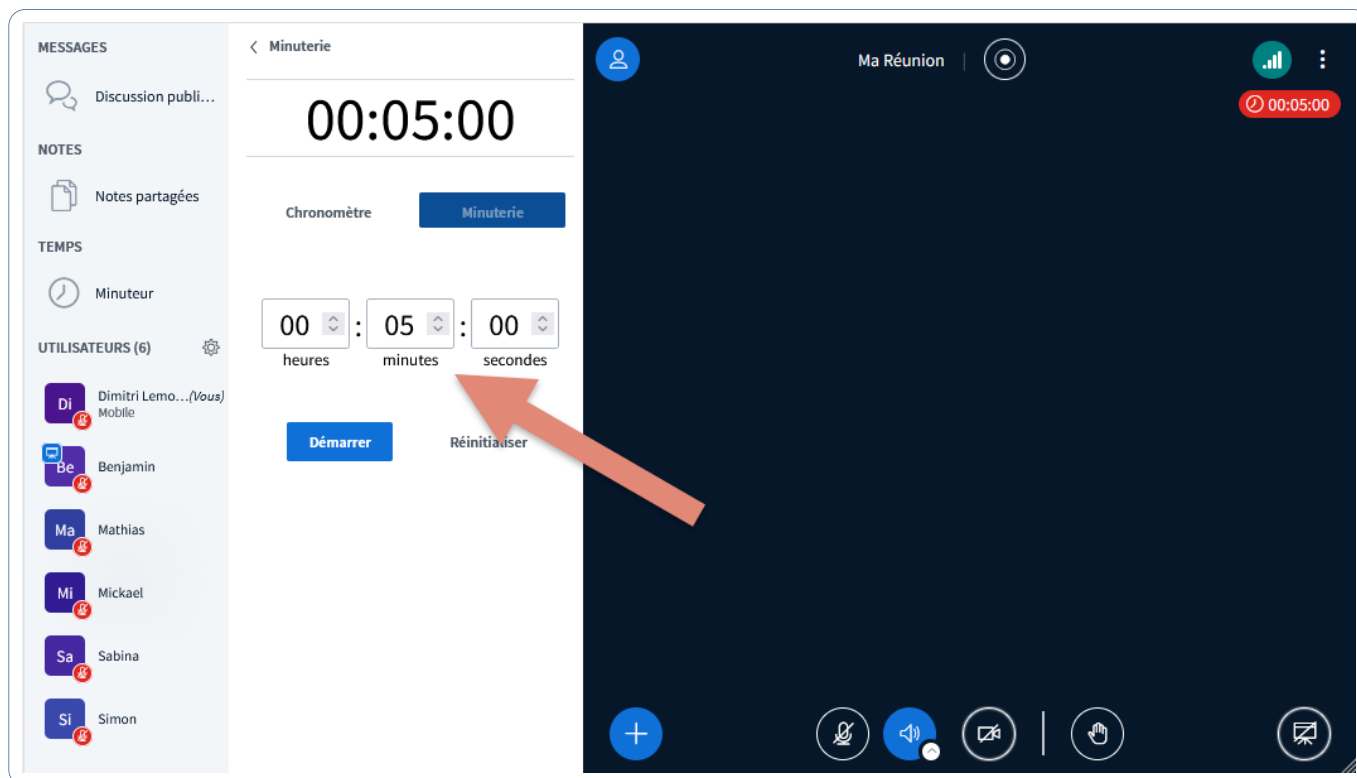 MESSAGES
Discussion publi...
NOTES
Notes partagées
TEMPS
Minuteur
UTILISATEURS (6)
Di
Dimitri Lemo...(Vous)
Mobile
Be
Benjamin
Ma
Mathias
Mi
Mickael
Sa
Sabina
Si
Simon
Minuterie
00:05:00
Chronomètre
Minuterie
00 : 05 : 00
heures minutes secondes
Démarrer
Réinitialiser
Ma Réunion
00:05:00